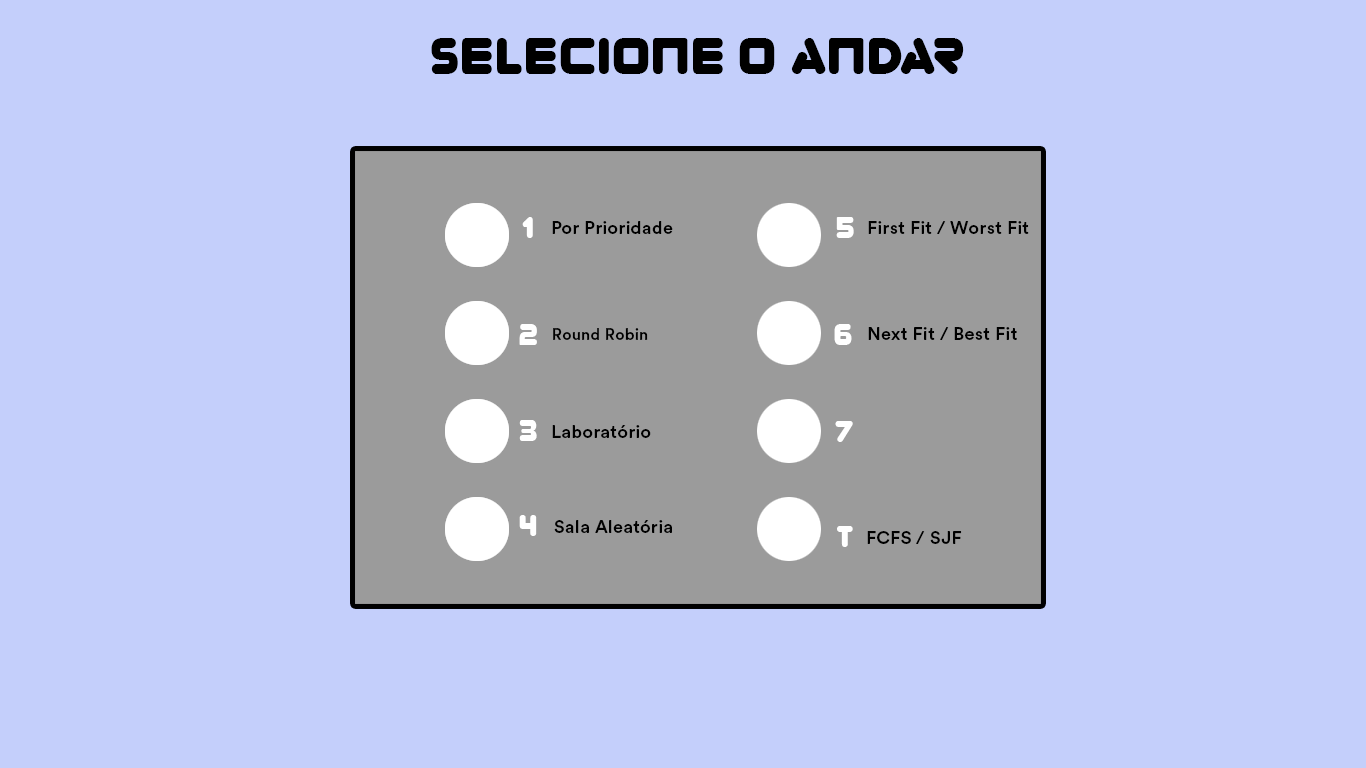 SELECIONE O ANDAR
1 Por Prioridade
2 Round Robin
3 Laboratório
4 Sala Aleatória
5 First Fit / Worst Fit
6 Next Fit / Best Fit
7
T FCFS / SJF